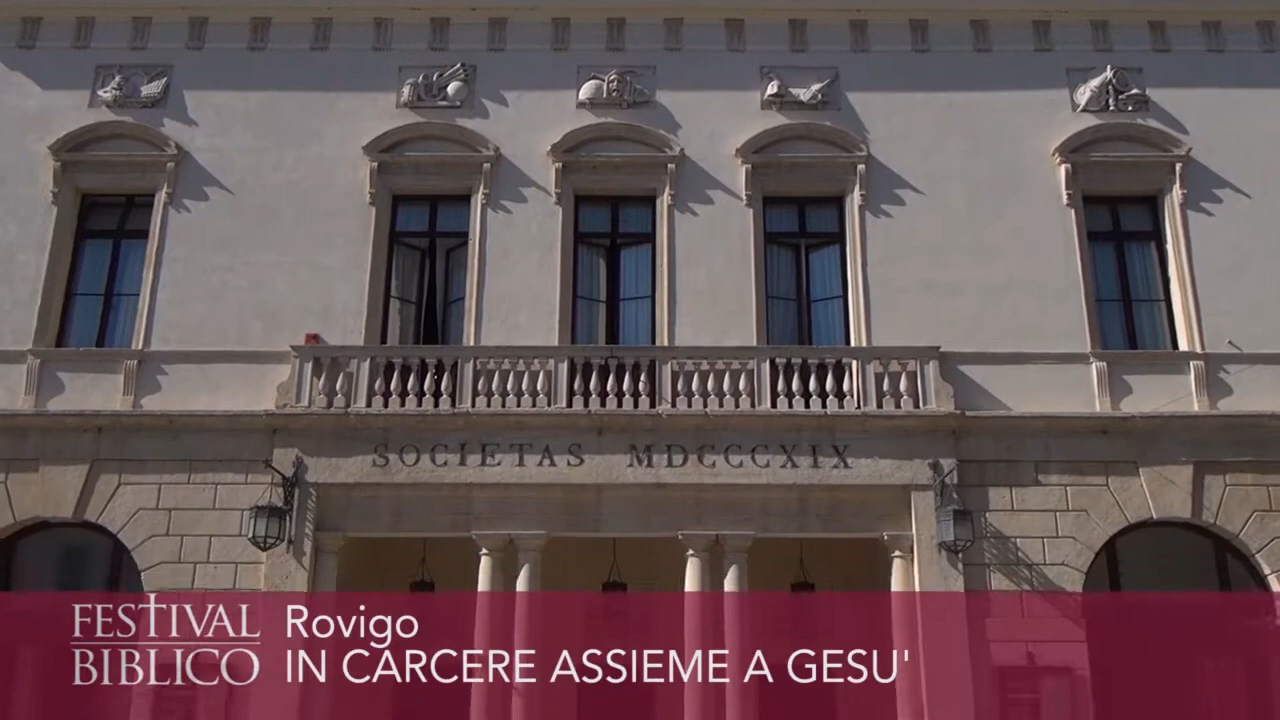 SOCIETAS MDCCCXIX
FESTIVAL
BIBLICO
Rovigo
IN CARCERE ASSIEME A GESU'